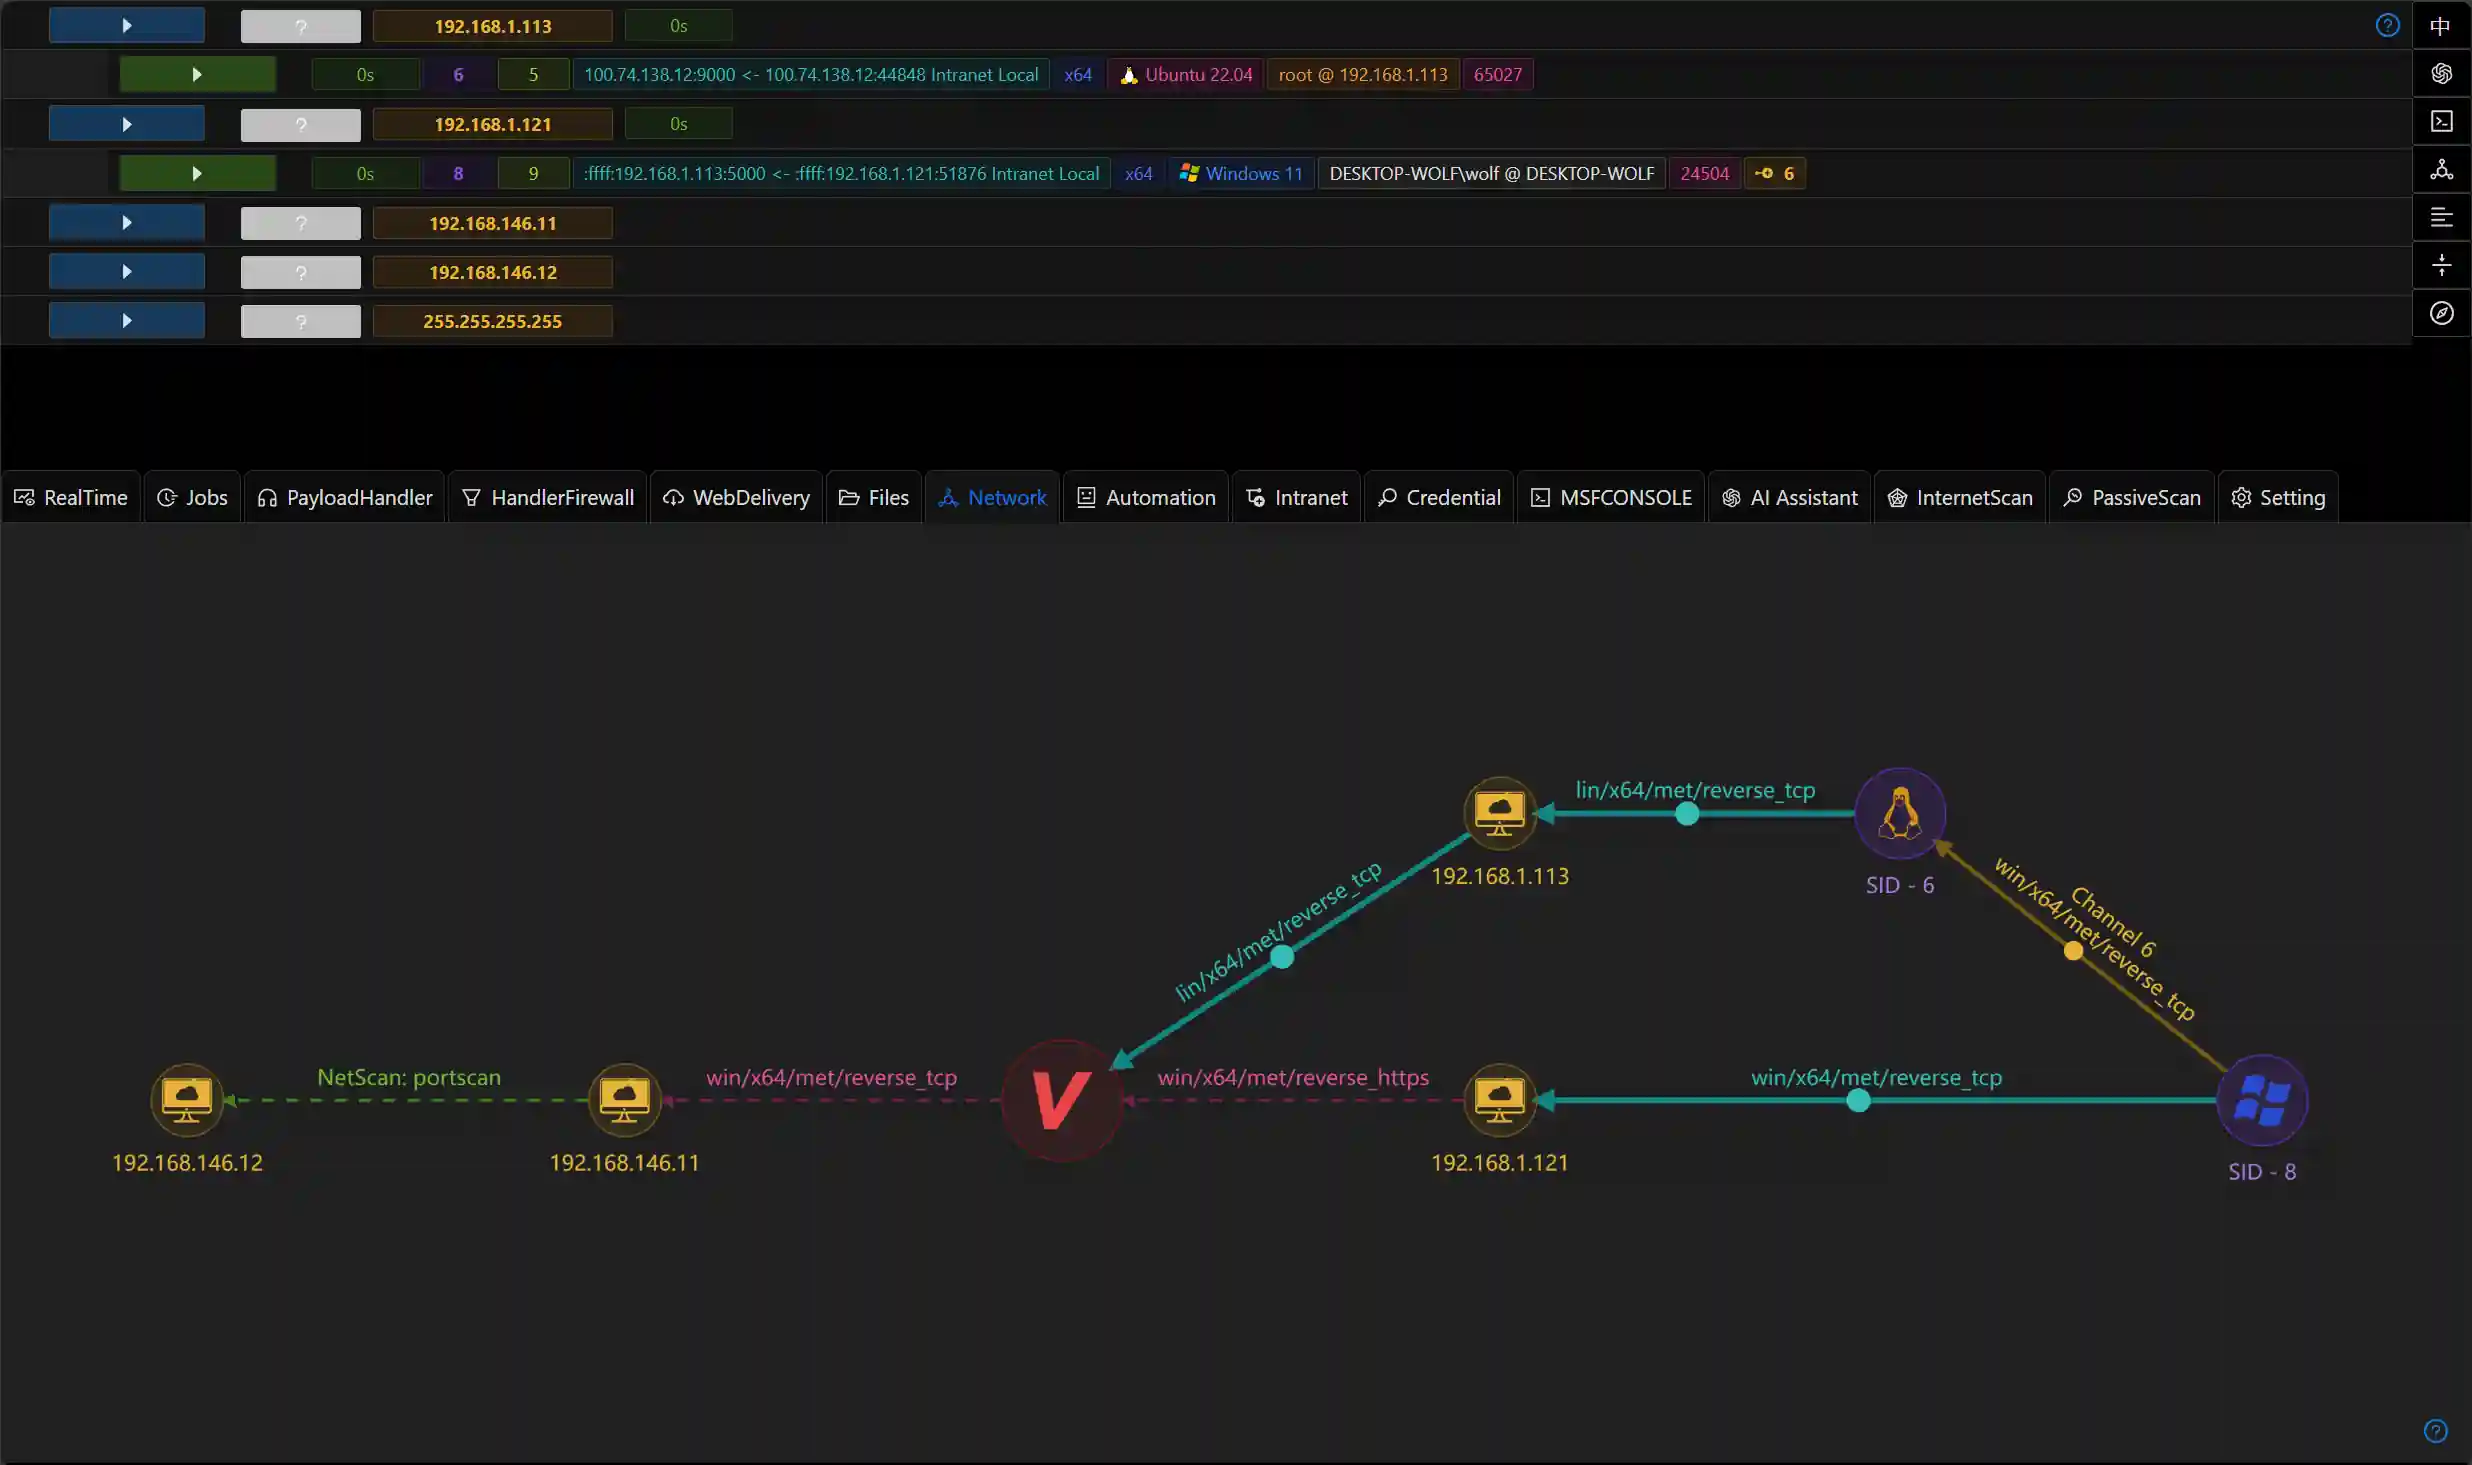 ? 192.168.1.113 0s ? 中
0s 6 5 100.74.138.12:9000 <- 100.74.138.12:44848 Intranet Local x64 Ubuntu 22.04 root @ 192.168.1.113 65027
? 192.168.1.121 0s
0s 8 9 :ffff:192.168.1.113:5000 <- :ffff:192.168.1.121:51876 Intranet Local x64 Windows 11 DESKTOP-WOLF\wolf @ DESKTOP-WOLF 24504 6
? 192.168.146.11
? 192.168.146.12
? 255.255.255.255
RealTime Jobs PayloadHandler HandlerFirewall WebDelivery Files Network Automation Intranet Credential MSFCONSOLE AI Assistant InternetScan PassiveScan Setting
lin/x64/met/reverse_tcp
192.168.1.113
SID - 6
lin/x64/met/reverse_tcp
Channel 6
win/x64/met/reverse_tcp
NetScan: portscan
win/x64/met/reverse_tcp
V
win/x64/met/reverse_https
win/x64/met/reverse_tcp
192.168.146.12
192.168.146.11
192.168.1.121
SID - 8
?